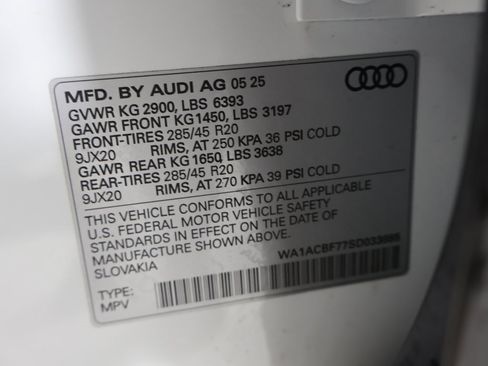 MFD. BY AUDI AG 05 25
GVWR KG 2900, LBS 6393
GAWR FRONT KG1450, LBS 3197
FRONT-TIRES 285/45 R20
9JX20 RIMS, AT 250 KPA 36 PSI COLD
GAWR REAR KG 1650, LBS 3638
REAR-TIRES 285/45 R20
9JX20 RIMS, AT 270 KPA 39 PSI COLD
THIS VEHICLE CONFORMS TO ALL APPLICABLE
U.S. FEDERAL MOTOR VEHICLE SAFETY
STANDARDS IN EFFECT ON THE DATE OF
MANUFACTURE SHOWN ABOVE.
SLOVAKIA
TYPE:
MPV